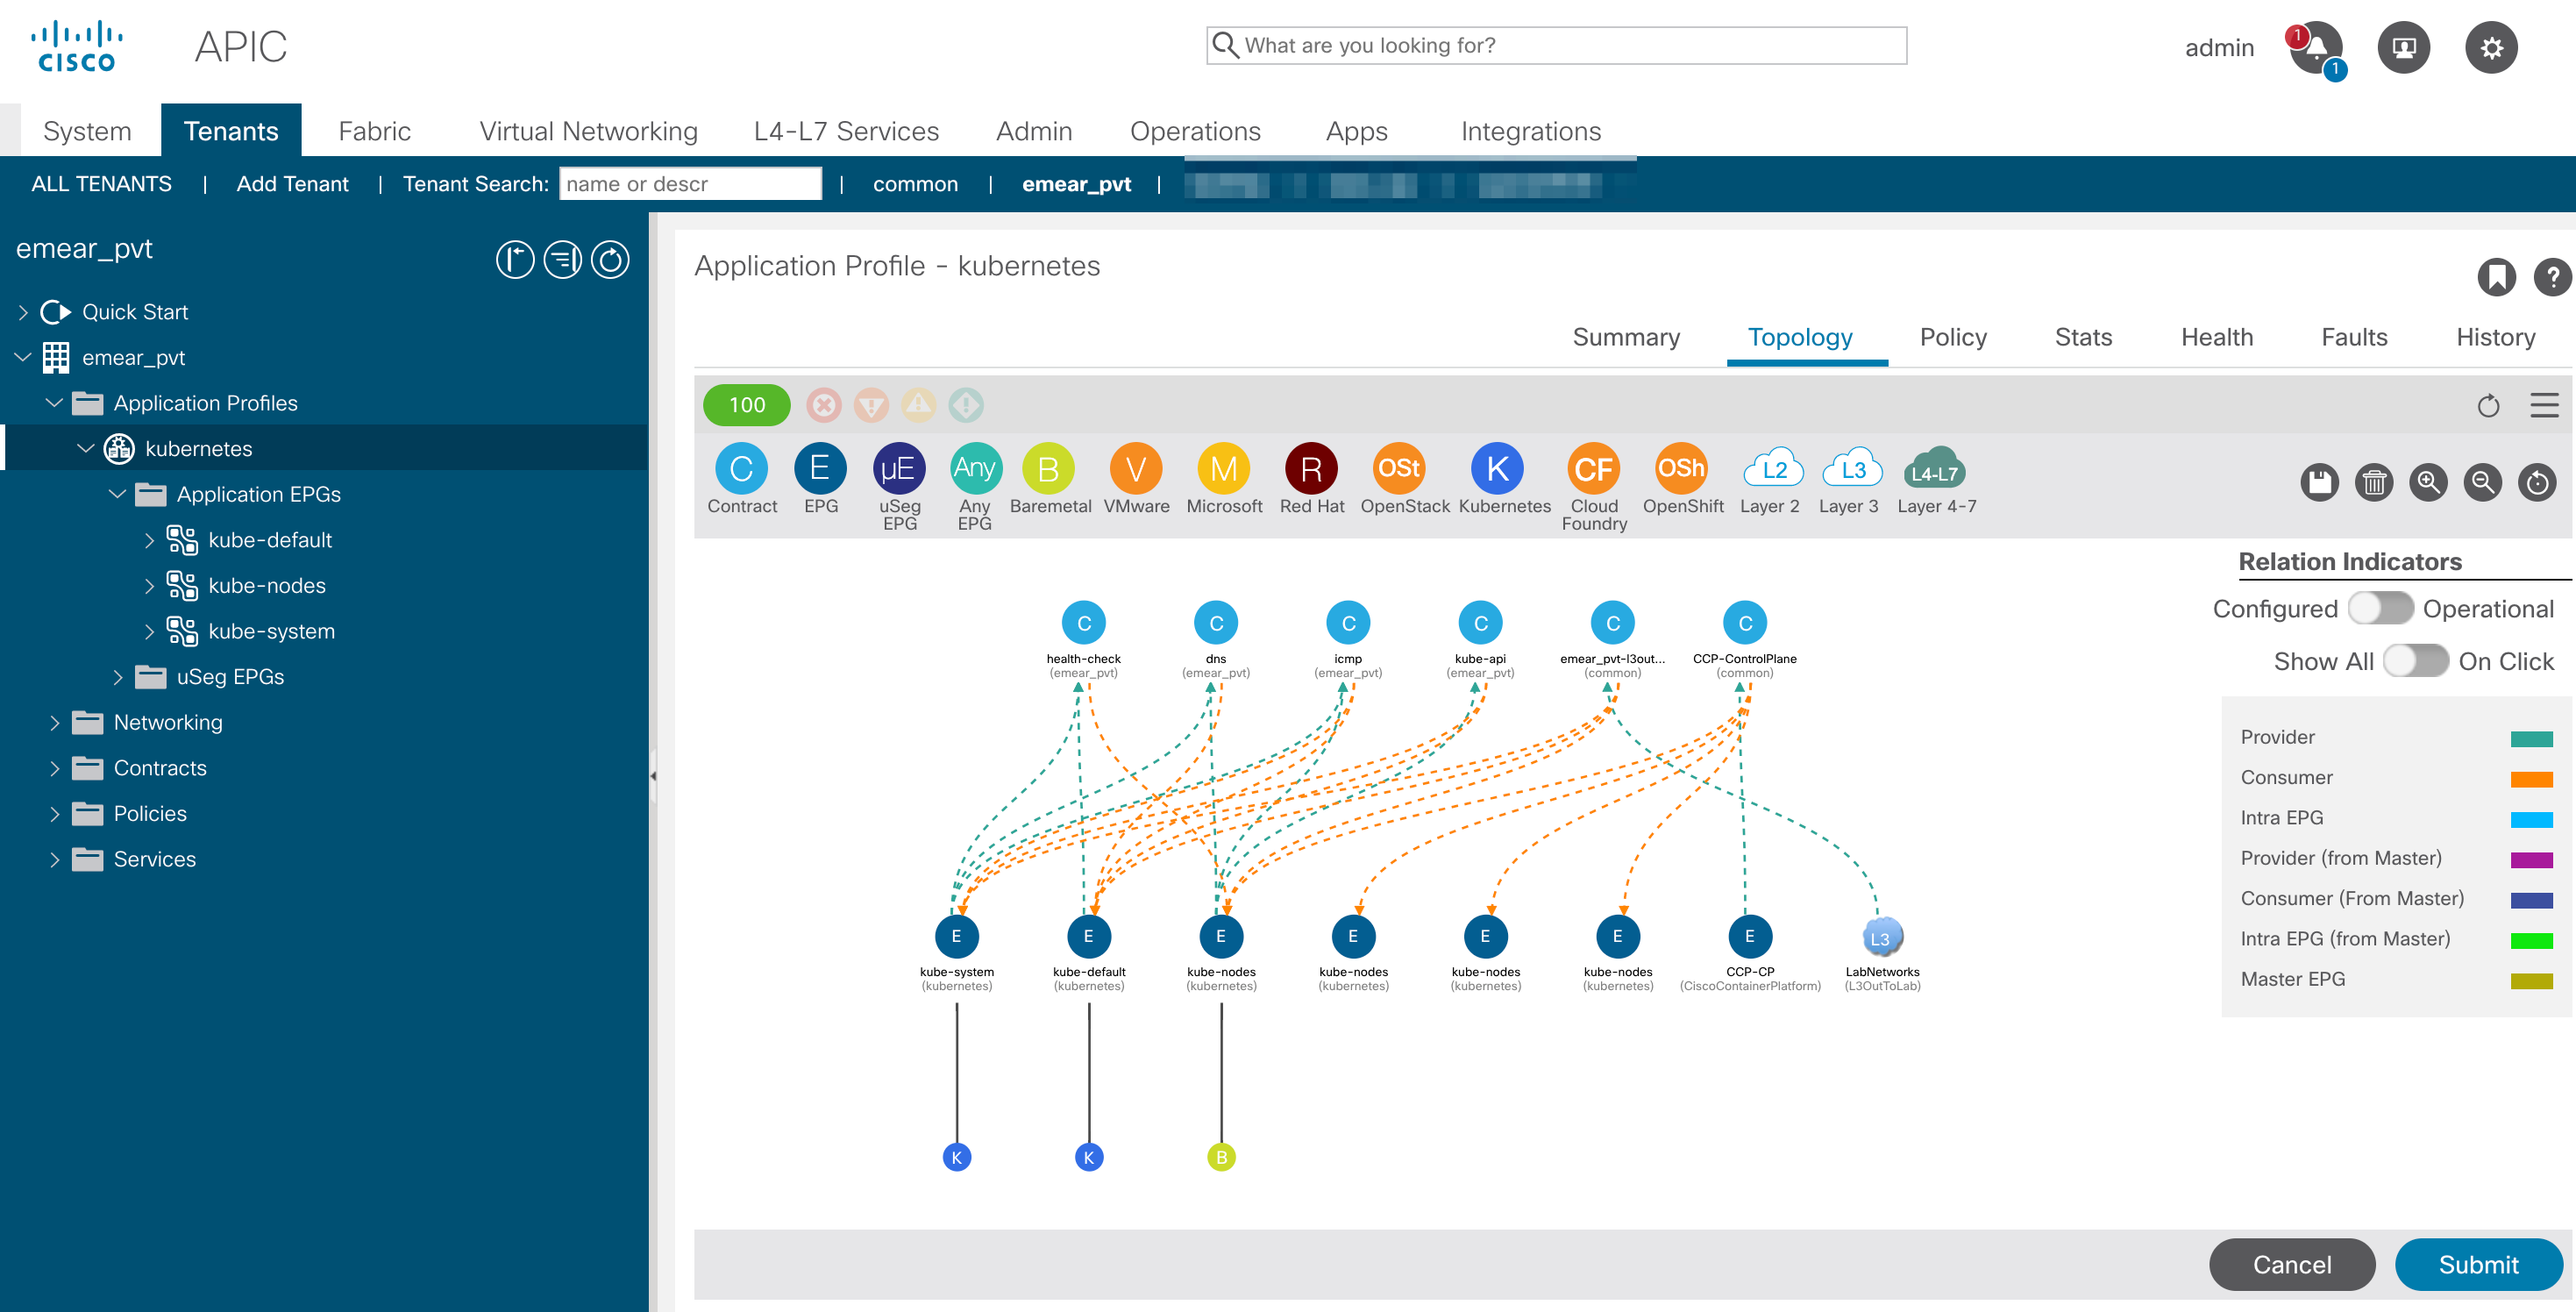 CISCO
APIC
What are you looking for?
admin
1
1
System
Tenants
Fabric
Virtual Networking
L4-L7 Services
Admin
Operations
Apps
Integrations
ALL TENANTS | Add Tenant | Tenant Search: name or descr | common | emear_pvt |
emear_pvt
Quick Start
emear_pvt
Application Profiles
kubernetes
Application EPGs
kube-default
kube-nodes
kube-system
uSeg EPGs
Networking
Contracts
Policies
Services
Application Profile - kubernetes
?
Summary
Topology
Policy
Stats
Health
Faults
History
100
C
E
µE
Any
B
V
M
R
OSt
K
CF
OSh
L2
L3
L4-L7
Contract
EPG
uSeg
EPG
Any
EPG
Baremetal
VMware
Microsoft
Red Hat
OpenStack
Kubernetes
Cloud
Foundry
OpenShift
Layer 2
Layer 3
Layer 4-7
Relation Indicators
Configured
Operational
Show All
On Click
Provider
Consumer
Intra EPG
Provider (from Master)
Consumer (From Master)
Intra EPG (from Master)
Master EPG
C
health-check
(emear_pvt)
C
dns
(emear_pvt)
C
icmp
(emear_pvt)
C
kube-api
(emear_pvt)
C
emear_pvt-l3out...
(common)
C
CCP-ControlPlane
(common)
E
kube-system
(kubernetes)
E
kube-default
(kubernetes)
E
kube-nodes
(kubernetes)
E
kube-nodes
(kubernetes)
E
kube-nodes
(kubernetes)
E
kube-nodes
(kubernetes)
E
CCP-CP
(CiscoContainerPlatform)
L3
LabNetworks
(L3OutToLab)
K
K
B
Cancel
Submit